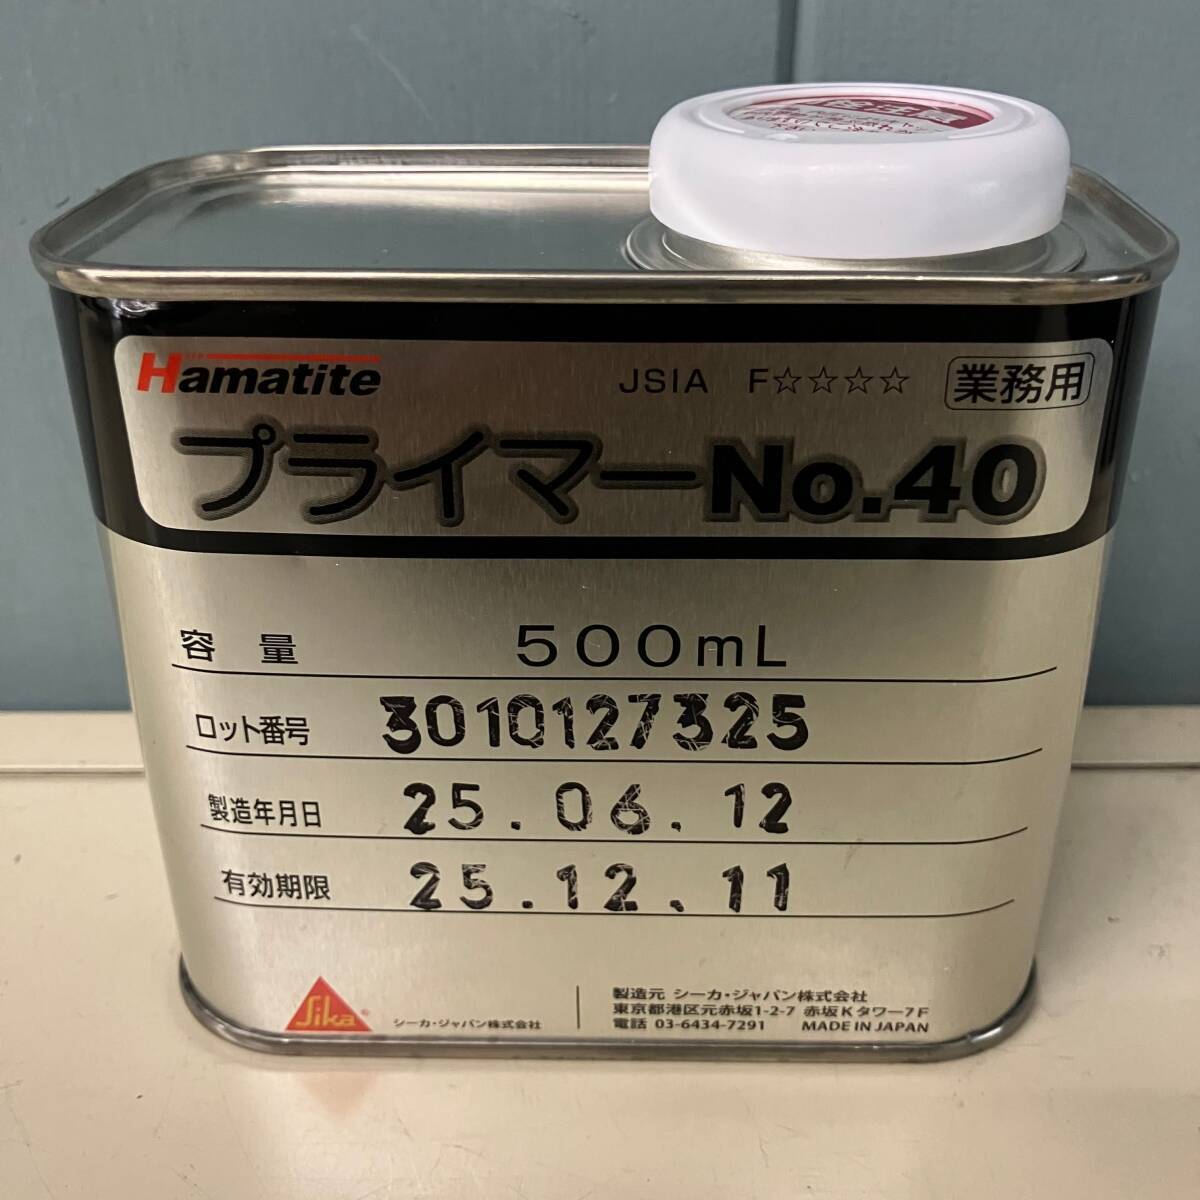 Hamatite
JSIA F☆☆☆☆ 業務用
プライマーNo.40
容量 500mL
ロット番号 3010127325
製造年月日 25.06.12
有効期限 25.12.11
Sika®
シーカ・ジャパン株式会社
製造元 シーカ・ジャパン株式会社
東京都港区元赤坂1-2-7 赤坂Kタワー7F
電話 03-6434-7291 MADE IN JAPAN